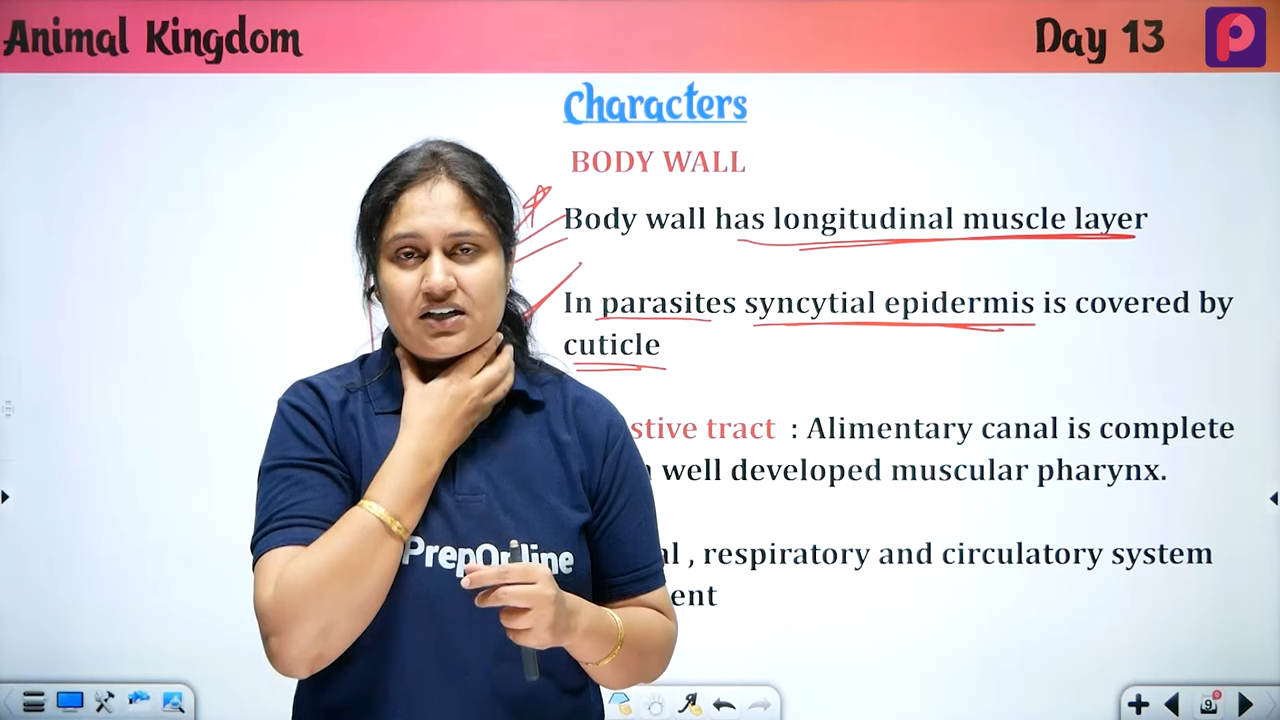 Animal Kingdom
Day 13
Characters
BODY WALL
Body wall has longitudinal muscle layer
In parasites syncytial epidermis is covered by
cuticle
stive tract : Alimentary canal is complete
well developed muscular pharynx.
al , respiratory and circulatory system
ent
PrepOnline
9